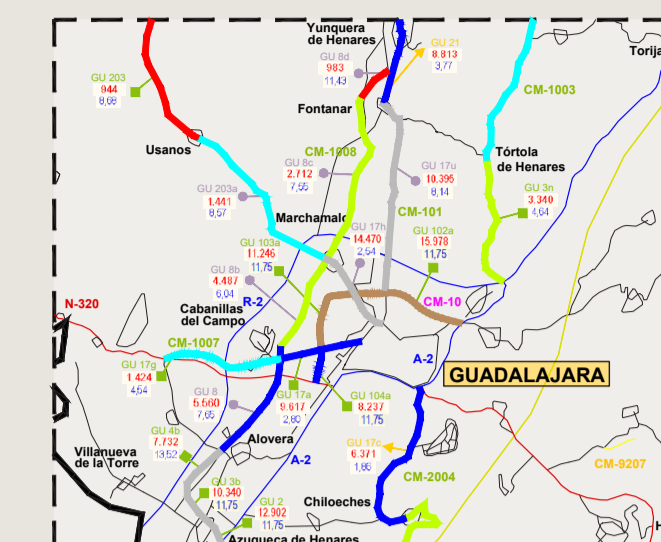 Yunquera
de Henares
GU 8d
983
11,43
GU 21
8.813
3,77
Torija
GU 203
944
8,68
CM-1003
Fontanar
Usanos
CM-1008
Tórtola
de Henares
GU 8c
2.712
7,55
GU 17u
10.395
8,14
GU 203a
1.441
8,57
GU 3n
3.340
4,64
Marchamalo
CM-101
GU 17h
14.470
2,54
GU 102a
15.978
11,75
GU 103a
11.246
11,75
GU 8b
4.487
6,04
R-2
CM-10
N-320
Cabanillas
del Campo
CM-1007
A-2
GUADALAJARA
GU 17g
1.424
4,54
GU 8
5.560
7,65
GU 17a
9.617
2,80
GU 104a
8.237
11,75
GU 4b
7.732
13,52
Alovera
GU 17c
6.371
1,86
Villanueva
de la Torre
A-2
CM-9207
CM-2004
GU 3b
10.340
11,75
Chiloeches
GU 2
12.902
11,75
Azuqueca de Henares
H